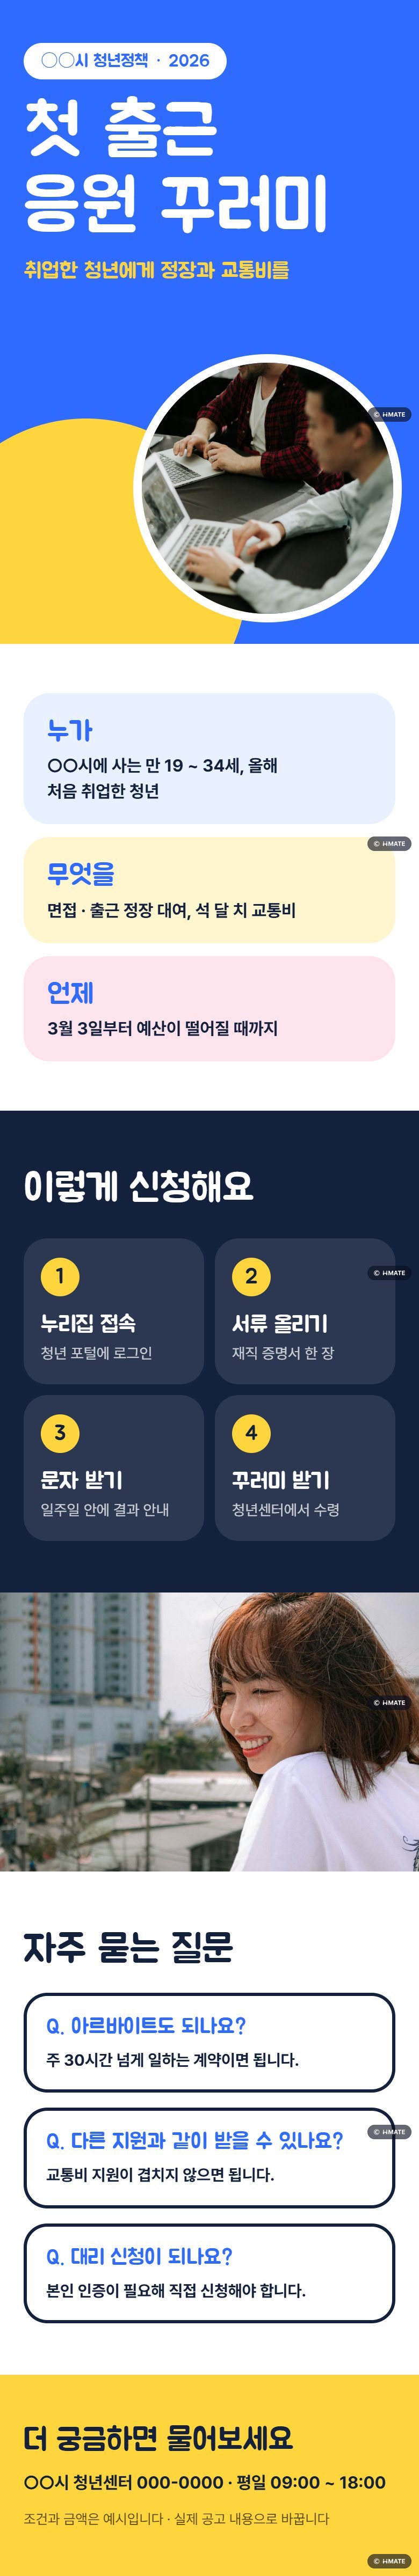 ○○시 청년정책 · 2026
첫 출근
응원 꾸러미
취업한 청년에게 정장과 교통비를
© HMATE
누가
○○시에 사는 만 19 ~ 34세, 올해
처음 취업한 청년
© HMATE
무엇을
면접 · 출근 정장 대여, 석 달 치 교통비
언제
3월 3일부터 예산이 떨어질 때까지
이렇게 신청해요
© HMATE
1
누리집 접속
청년 포털에 로그인
2
서류 올리기
재직 증명서 한 장
3
문자 받기
일주일 안에 결과 안내
4
꾸러미 받기
청년센터에서 수령
© HMATE
자주 묻는 질문
Q. 아르바이트도 되나요?
주 30시간 넘게 일하는 계약이면 됩니다.
© HMATE
Q. 다른 지원과 같이 받을 수 있나요?
교통비 지원이 겹치지 않으면 됩니다.
Q. 대리 신청이 되나요?
본인 인증이 필요해 직접 신청해야 합니다.
더 궁금하면 물어보세요
○○시 청년센터 000-0000 · 평일 09:00 ~ 18:00
조건과 금액은 예시입니다 · 실제 공고 내용으로 바꿉니다
© HMATE